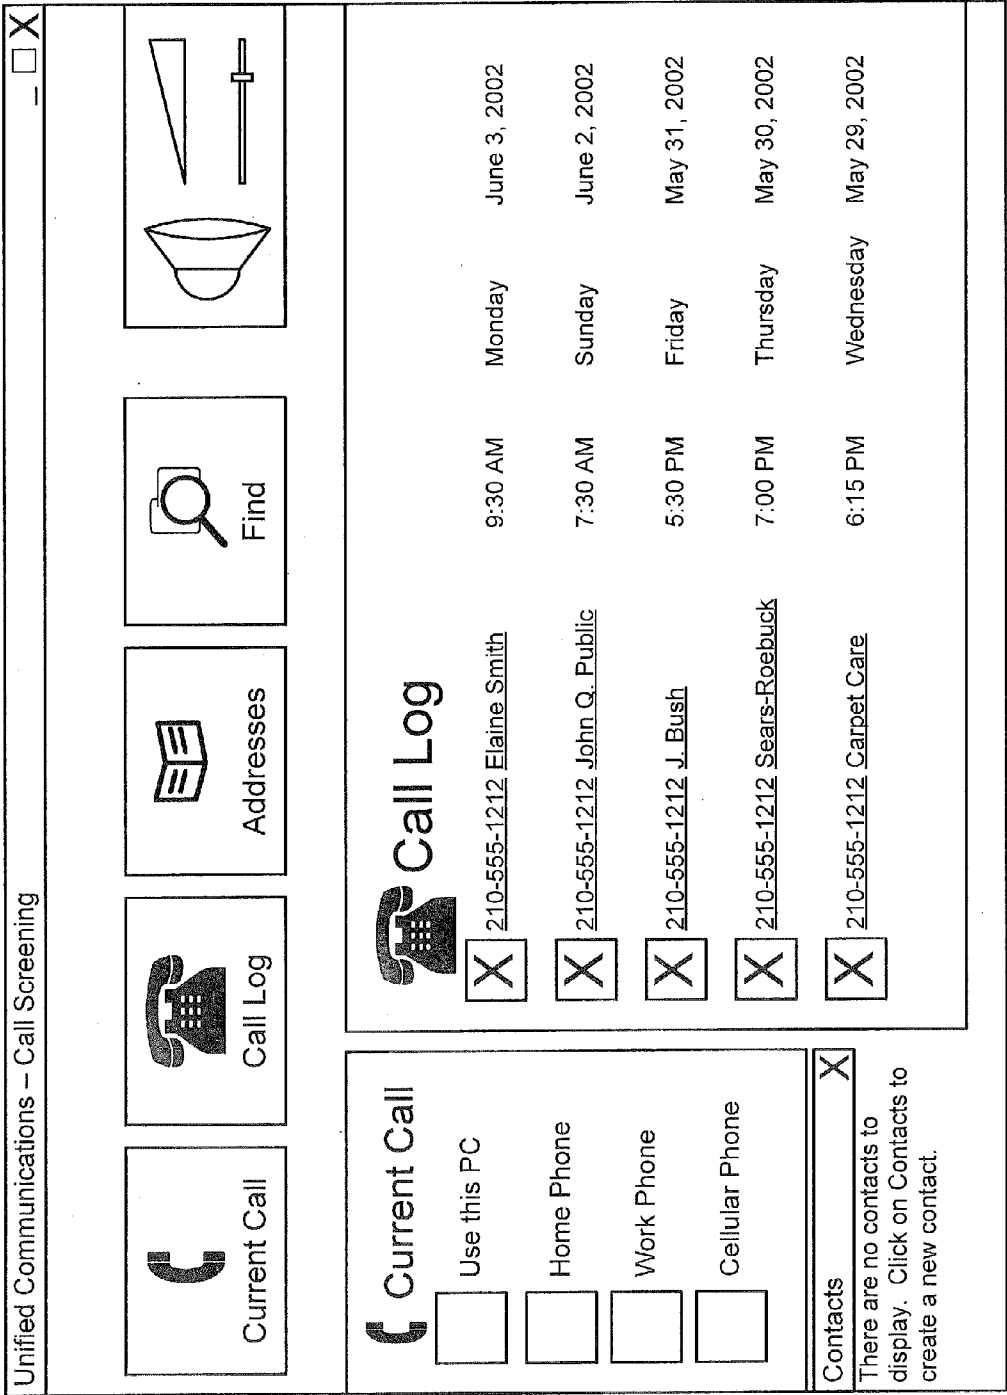 Unified Communications – Call Screening
Current Call
Call Log
Addresses
Find
Current Call
Use this PC
Home Phone
Work Phone
Cellular Phone
Contacts X
There are no contacts to
display. Click on Contacts to
create a new contact.
Call Log
X 210-555-1212 Elaine Smith 9:30 AM Monday June 3, 2002
X 210-555-1212 John Q. Public 7:30 AM Sunday June 2, 2002
X 210-555-1212 J. Bush 5:30 PM Friday May 31, 2002
X 210-555-1212 Sears-Roebuck 7:00 PM Thursday May 30, 2002
X 210-555-1212 Carpet Care 6:15 PM Wednesday May 29, 2002